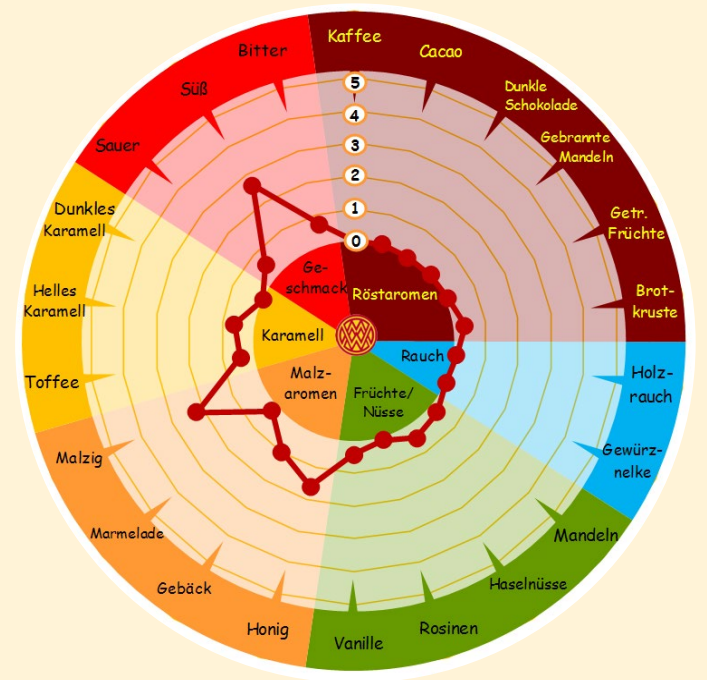 Kaffee
Cacao
Dunkle
Schokolade
Gebrannte
Mandeln
Getr.
Früchte
Brot-
kruste
Holz-
rauch
Gewürz-
nelke
Mandeln
Haselnüsse
Rosinen
Vanille
Honig
Gebäck
Marmelade
Malzig
Toffee
Helles
Karamell
Dunkles
Karamell
Sauer
Süß
Bitter
5
4
3
2
1
0
Ge-
schmack
Röstaromen
Rauch
Früchte/
Nüsse
Malz-
aromen
Karamell